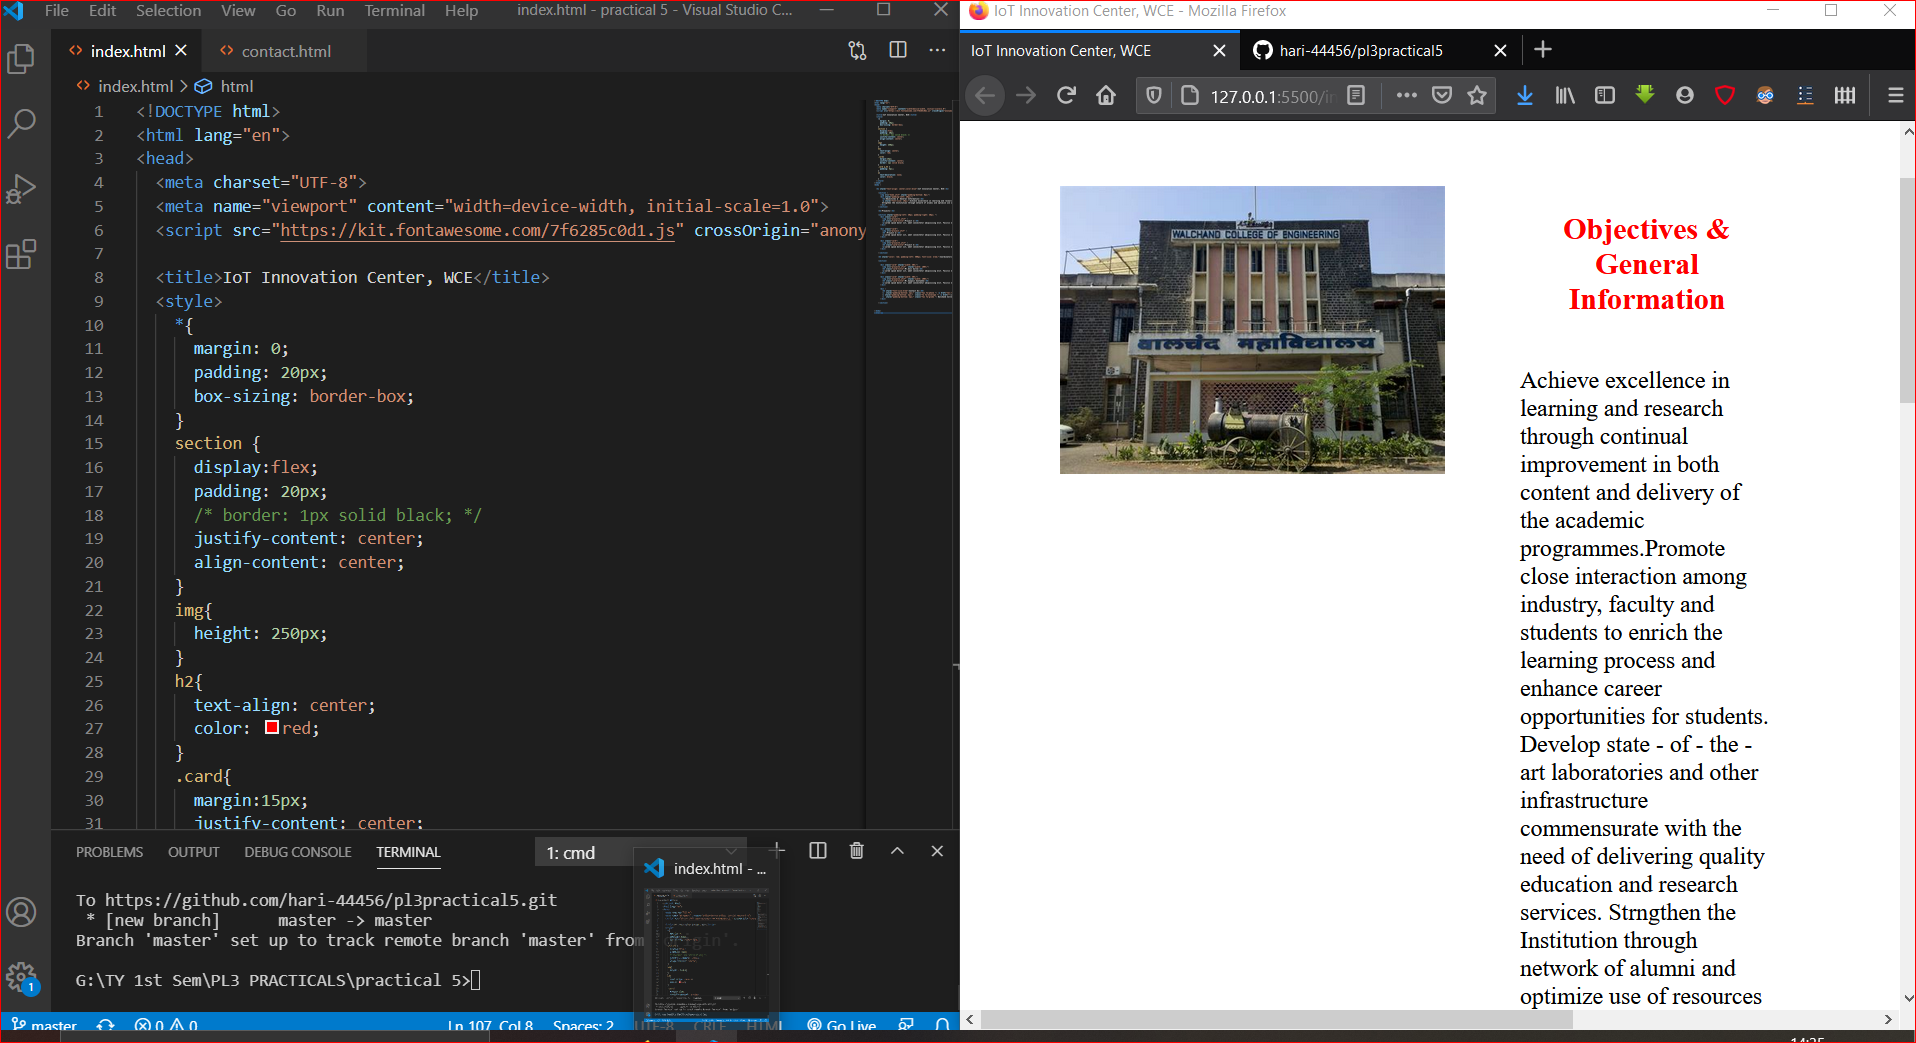 File Edit Selection View Go Run Terminal Help index.html - practical 5 - Visual Studio C...
index.html
contact.html
index.html > html
1 <!DOCTYPE html>
2 <html lang="en">
3 <head>
4 <meta charset="UTF-8">
5 <meta name="viewport" content="width=device-width, initial-scale=1.0">
6 <script src="https://kit.fontawesome.com/7f6285c0d1.js" crossOrigin="anony
7
8 <title>IoT Innovation Center, WCE</title>
9 <style>
10 *{
11 margin: 0;
12 padding: 20px;
13 box-sizing: border-box;
14 }
15 section {
16 display:flex;
17 padding: 20px;
18 /* border: 1px solid black; */
19 justify-content: center;
20 align-content: center;
21 }
22 img{
23 height: 250px;
24 }
25 h2{
26 text-align: center;
27 color: red;
28 }
29 .card{
30 margin:15px;
31 justify-content: center;
PROBLEMS OUTPUT DEBUG CONSOLE TERMINAL 1: cmd
index.html - ...
To https://github.com/hari-44456/pl3practical5.git
* [new branch] master -> master
Branch 'master' set up to track remote branch 'master' from 'origin'.
G:\TY 1st Sem\PL3 PRACTICALS\practical 5>
1
master 0 0 Ln 107, Col 8 Spaces: 2 UTF-8 CRLF HTML Go Live
IoT Innovation Center, WCE - Mozilla Firefox
IoT Innovation Center, WCE
hari-44456/pl3practical5
127.0.0.1:5500/in
WALCHAND COLLEGE OF ENGINEERING
वालचंद महाविद्यालय
Objectives &
General
Information
Achieve excellence in
learning and research
through continual
improvement in both
content and delivery of
the academic
programmes.Promote
close interaction among
industry, faculty and
students to enrich the
learning process and
enhance career
opportunities for students.
Develop state - of - the -
art laboratories and other
infrastructure
commensurate with the
need of delivering quality
education and research
services. Strngthen the
Institution through
network of alumni and
optimize use of resources